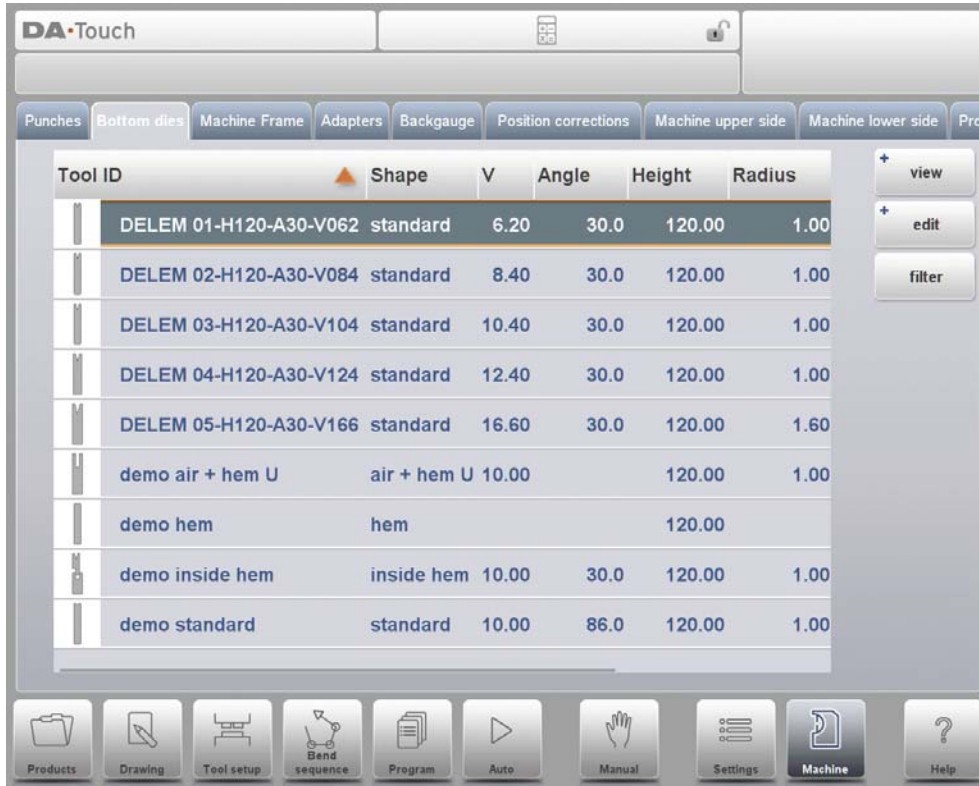 DA·Touch
Punches Bottom dies Machine Frame Adapters Backgauge Position corrections Machine upper side Machine lower side Pro
Tool ID Shape V Angle Height Radius
view
DELEM 01-H120-A30-V062 standard 6.20 30.0 120.00 1.00
edit
DELEM 02-H120-A30-V084 standard 8.40 30.0 120.00 1.00
filter
DELEM 03-H120-A30-V104 standard 10.40 30.0 120.00 1.00
DELEM 04-H120-A30-V124 standard 12.40 30.0 120.00 1.00
DELEM 05-H120-A30-V166 standard 16.60 30.0 120.00 1.60
demo air + hem U air + hem U 10.00 120.00 1.00
demo hem hem 120.00
demo inside hem inside hem 10.00 30.0 120.00 1.00
demo standard standard 10.00 86.0 120.00 1.00
Products Drawing Tool setup Bend sequence Program Auto Manual Settings Machine Help